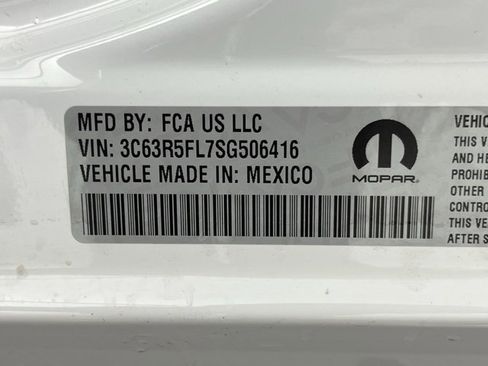 MFD BY: FCA US LLC
VIN: 3C63R5FL7SG506416
VEHICLE MADE IN: MEXICO
MOPAR
VEHIC
THIS V
AND HE
PROHIB
OTHER
CONTRO
THIS VE
AFTER S